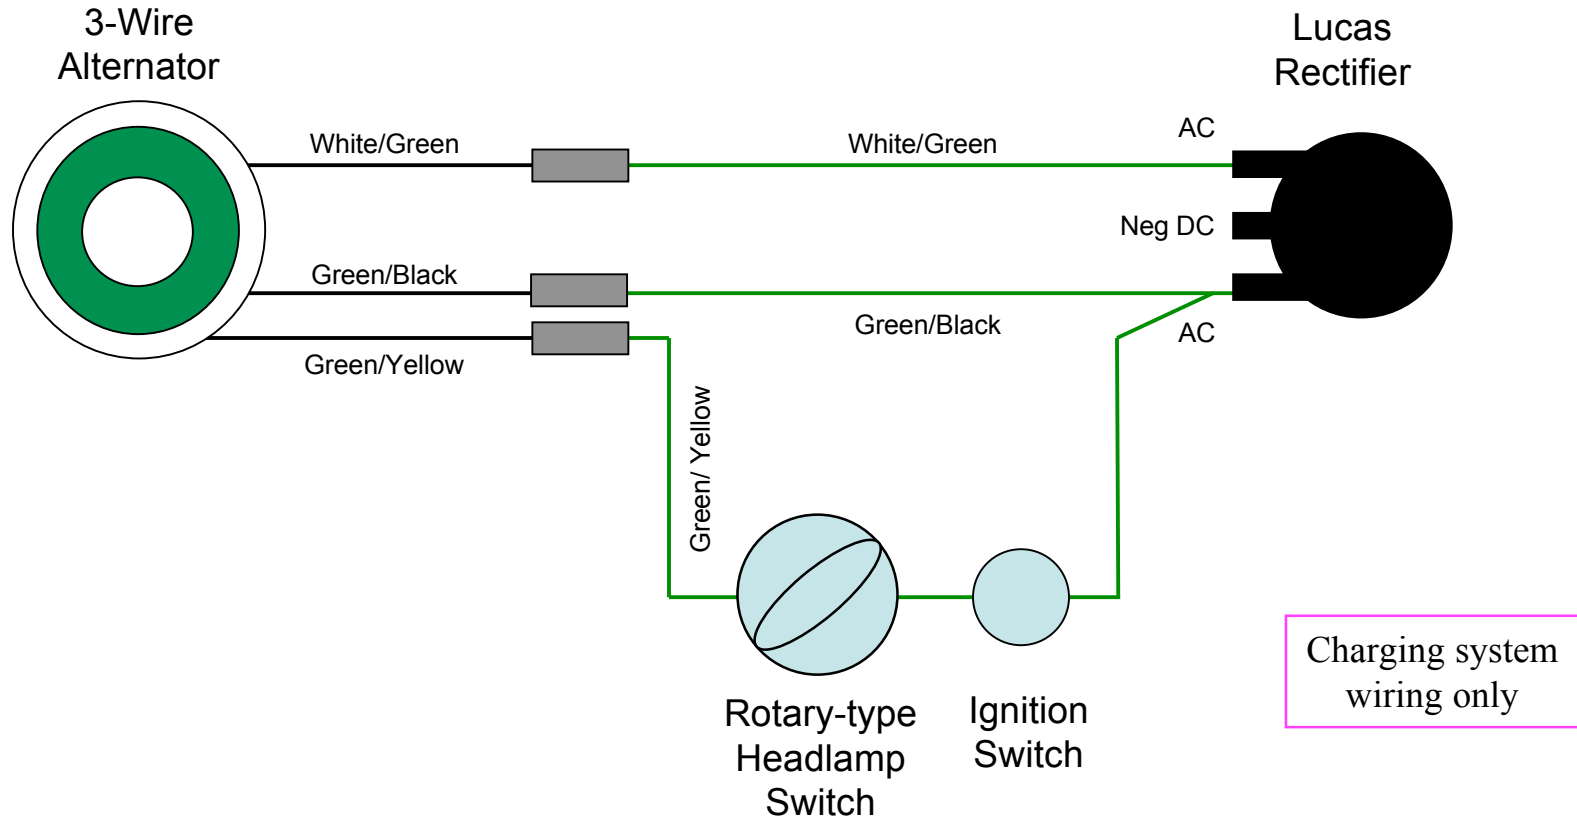 3-Wire
Alternator
Lucas
Rectifier
White/Green
White/Green
AC
Neg DC
Green/Black
Green/Black
AC
Green/Yellow
Green/ Yellow
Rotary-type
Headlamp
Switch
Ignition
Switch
Charging system
wiring only